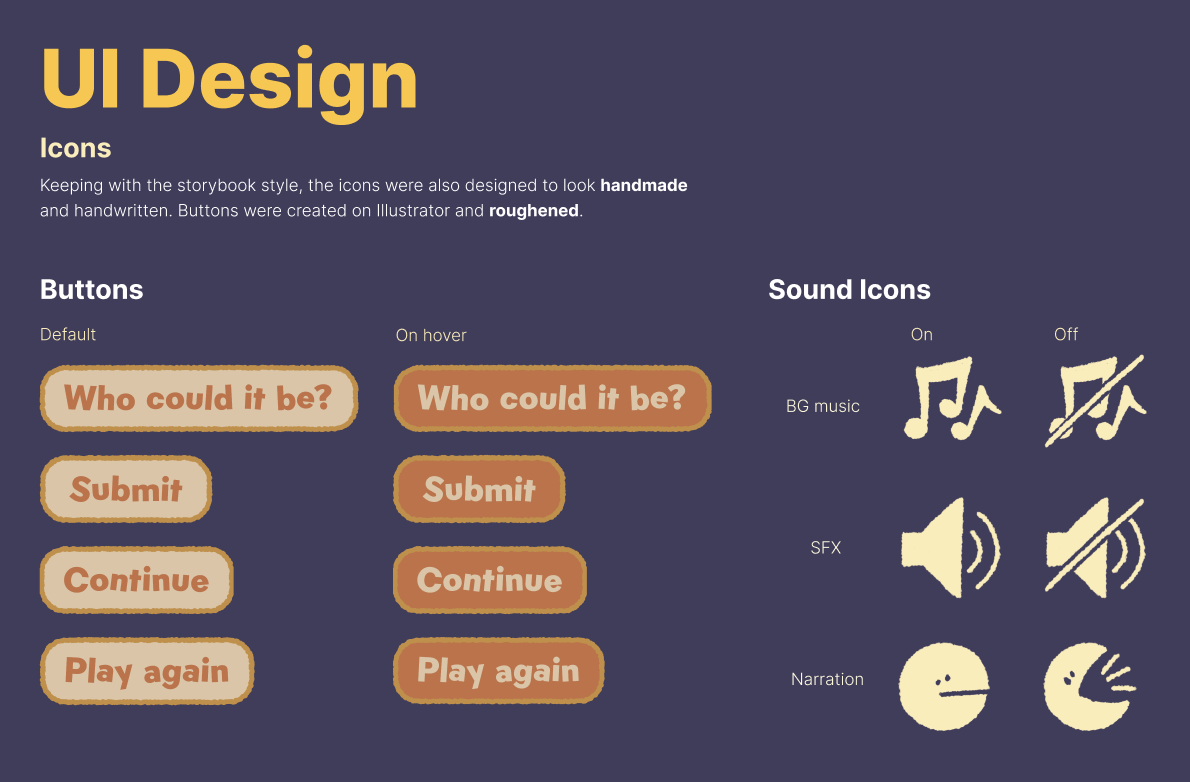 UI Design
Icons
Keeping with the storybook style, the icons were also designed to look handmade
and handwritten. Buttons were created on Illustrator and roughened.
Buttons
Default
On hover
Who could it be?
Who could it be?
Submit
Submit
Continue
Continue
Play again
Play again
Sound Icons
On
Off
BG music
SFX
Narration